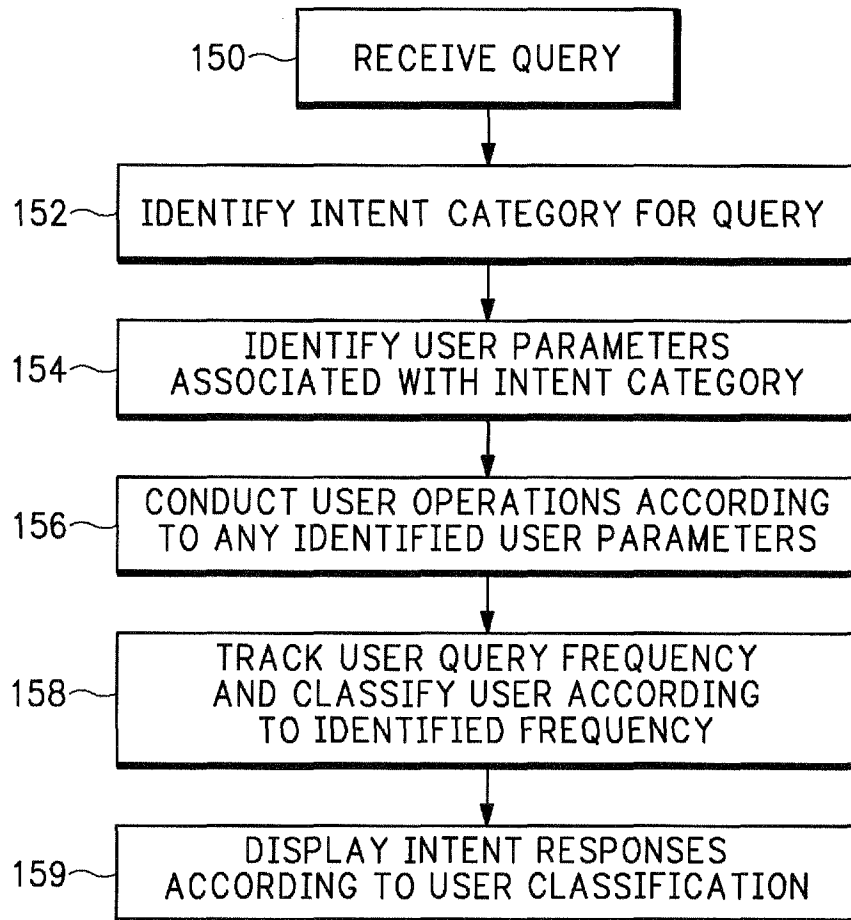 150 RECEIVE QUERY
152 IDENTIFY INTENT CATEGORY FOR QUERY
154 IDENTIFY USER PARAMETERS
ASSOCIATED WITH INTENT CATEGORY
156 CONDUCT USER OPERATIONS ACCORDING
TO ANY IDENTIFIED USER PARAMETERS
158 TRACK USER QUERY FREQUENCY
AND CLASSIFY USER ACCORDING
TO IDENTIFIED FREQUENCY
159 DISPLAY INTENT RESPONSES
ACCORDING TO USER CLASSIFICATION